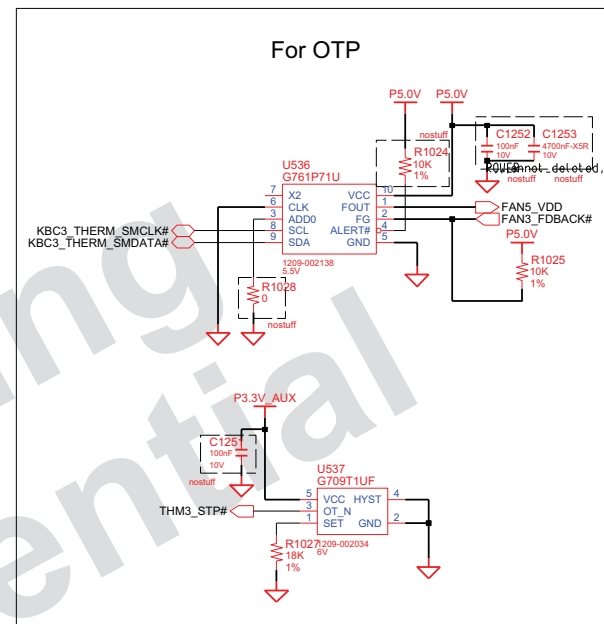 For OTP
P5.0V P5.0V
nostuff
C1252 C1253
100nF 4700nF-X5R
10V 10V
nostuff nostuff
R1024
10K
1%
U536
G761P71U
7 X2 VCC 10
6 CLK FOUT 1 FAN5_VDD
3 ADD0 FG 2 FAN3_FDBACK#
KBC3_THERM_SMCLK# 8 SCL ALERT# 4
KBC3_THERM_SMDATA# 9 SDA GND 5
1209-002138
5.5V
P5.0V
R1025
10K
1%
R1028
0
nostuff
P3.3V_AUX
C1251
100nF
10V
nostuff
U537
G709T1UF
5 VCC HYST 4
THM3_STP# 3 OT_N
1 SET GND 2
1209-002034
6V
R1027
18K
1%